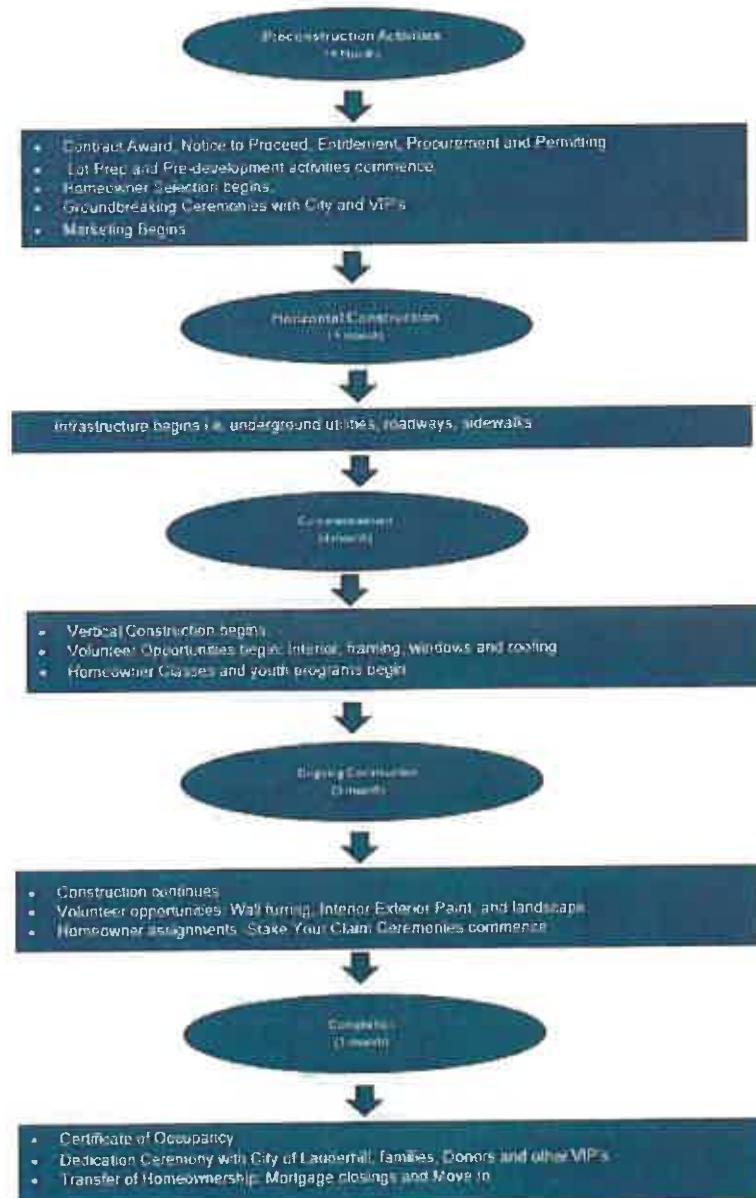 Preconstruction Activities
Contract Award, Notice to Proceed, Entitlement, Procurement and Permitting
Lot Prep and Pre-development activities commence
Homeowner Selection begins
Groundbreaking Ceremonies with City and VIP's
Marketing Begins
Horizontal Construction
Infrastructure begins i.e. underground utilities, roadways, sidewalks
(4 month)
Vertical Construction begins
Volunteer Opportunities begin: Interior, framing, windows and roofing
Homeowner Classes and youth programs begin
Construction
Construction continues
Volunteer opportunities: Wall furring, Interior Exterior Paint, and landscape
Homeowner assignments, Stake Your Claim Ceremonies commence
Completion
Certificate of Occupancy
Dedication Ceremony with City of Lauderhill, families, Donors and other VIP's
Transfer of Homeownership: Mortgage closings and Move in